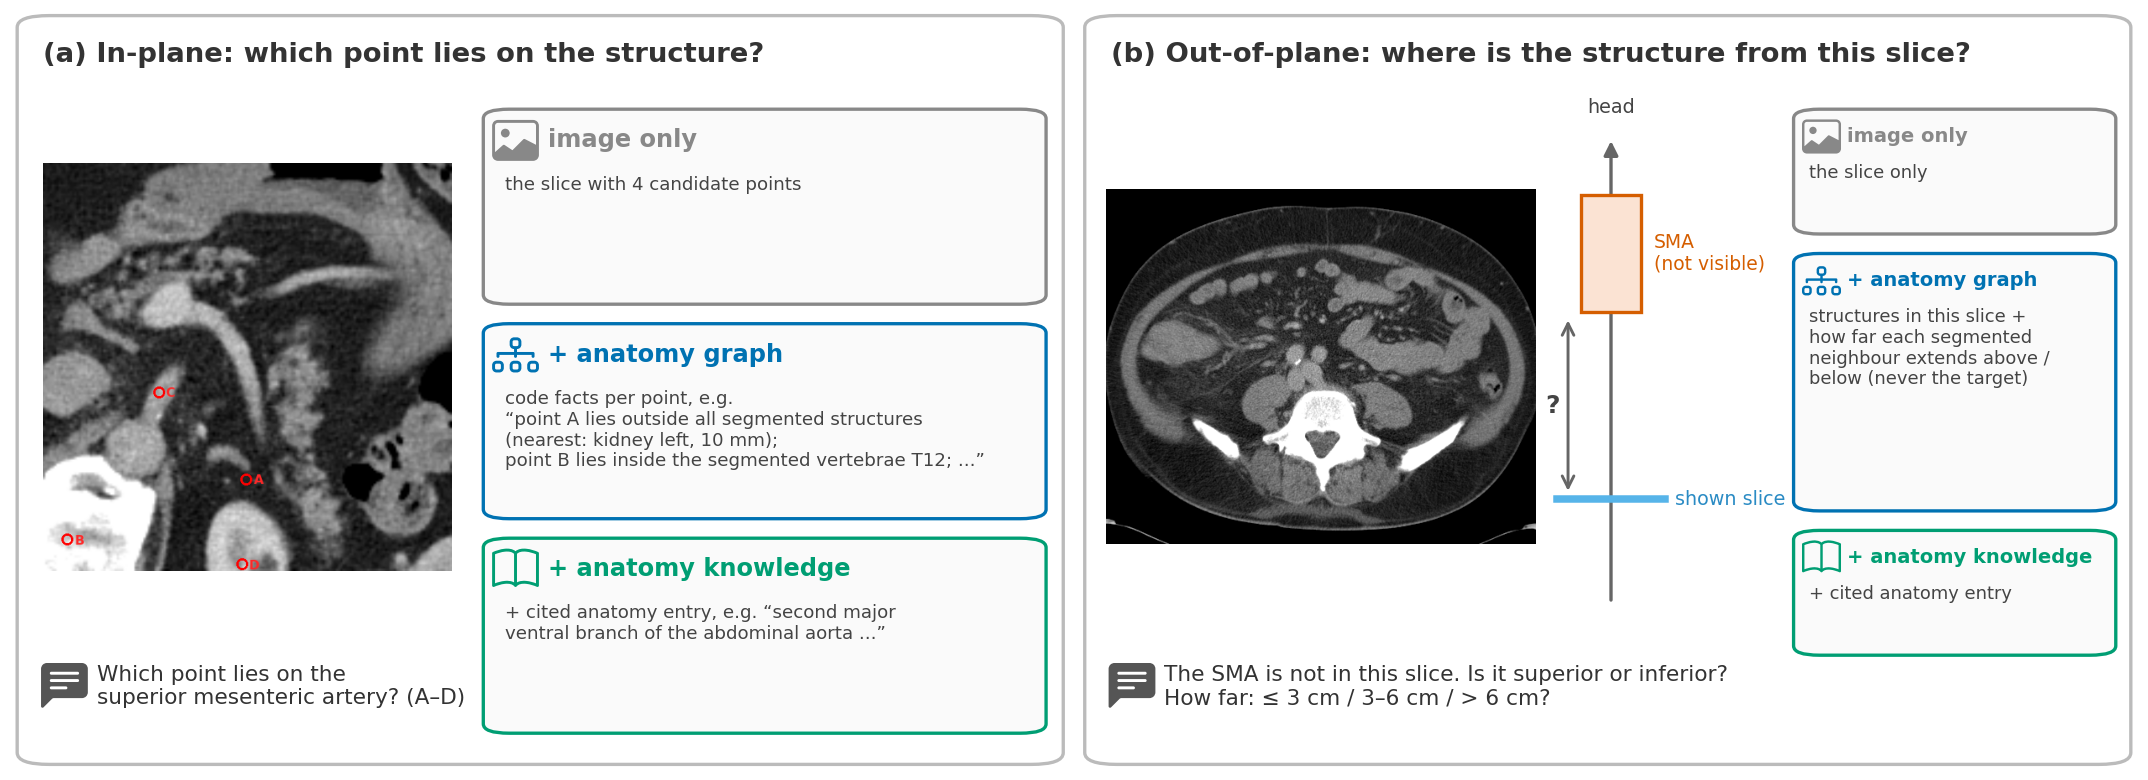 (a) In-plane: which point lies on the structure?
image only
the slice with 4 candidate points
+ anatomy graph
code facts per point, e.g.
“point A lies outside all segmented structures
(nearest: kidney left, 10 mm);
point B lies inside the segmented vertebrae T12; ...”
+ anatomy knowledge
+ cited anatomy entry, e.g. “second major
ventral branch of the abdominal aorta ...”
C
A
B
D
Which point lies on the
superior mesenteric artery? (A–D)
(b) Out-of-plane: where is the structure from this slice?
head
SMA
(not visible)
?
shown slice
image only
the slice only
+ anatomy graph
structures in this slice +
how far each segmented
neighbour extends above /
below (never the target)
+ anatomy knowledge
+ cited anatomy entry
The SMA is not in this slice. Is it superior or inferior?
How far: ≤ 3 cm / 3–6 cm / > 6 cm?